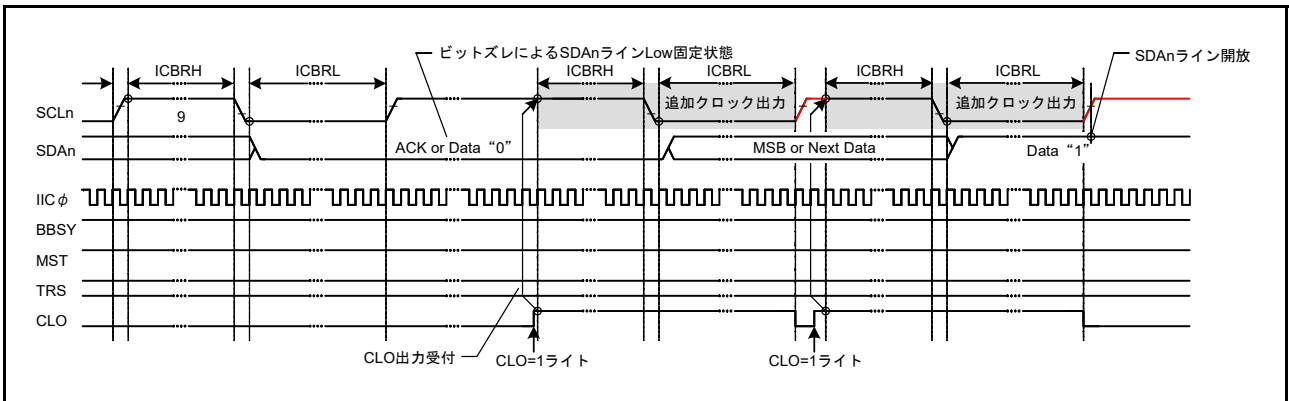 ビットズレによるSDAnラインLow固定状態
SDAnライン開放
ICBRH
ICBRL
ICBRH
ICBRL
ICBRH
ICBRL
SCLn
9
追加クロック出力
追加クロック出力
SDAn
ACK or Data “0”
MSB or Next Data
Data “1”
IICφ
BBSY
MST
TRS
CLO
CLO出力受付
CLO=1ライト
CLO=1ライト